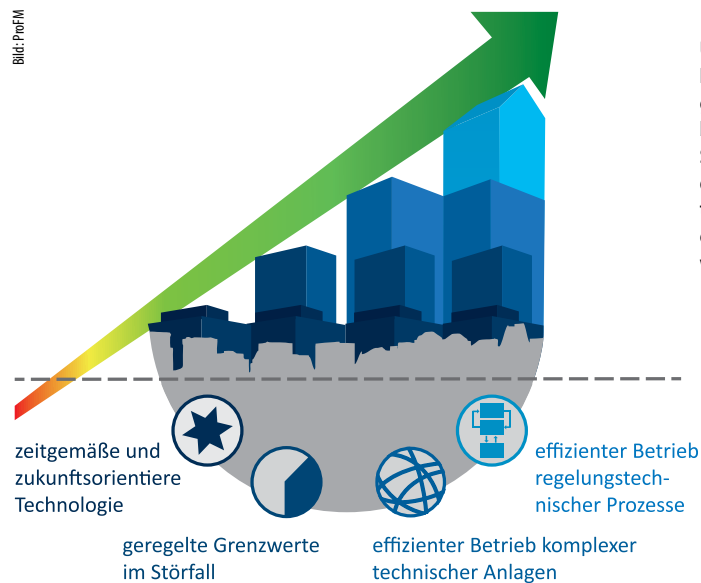 Bild: ProFM
zeitgemäße und
zukunftsorientiere
Technologie
geregelte Grenzwerte
im Störfall
effizienter Betrieb komplexer
technischer Anlagen
effizienter Betrieb
regelungstech-
nischer Prozesse